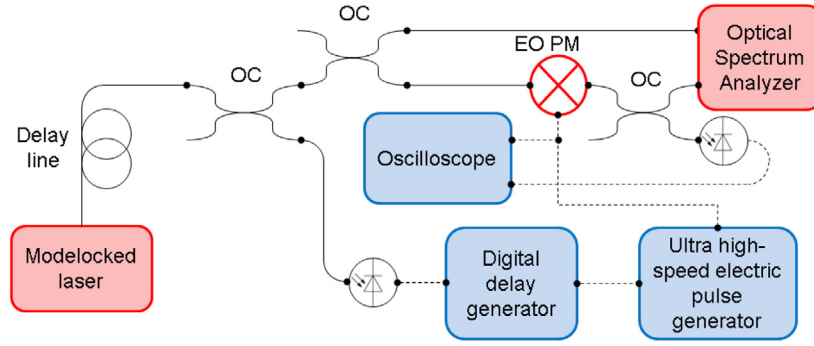 OC
EO PM
Optical
Spectrum
Analyzer
OC
OC
Delay
line
Oscilloscope
Modelocked
laser
Digital
delay
generator
Ultra high-
speed electric
pulse
generator